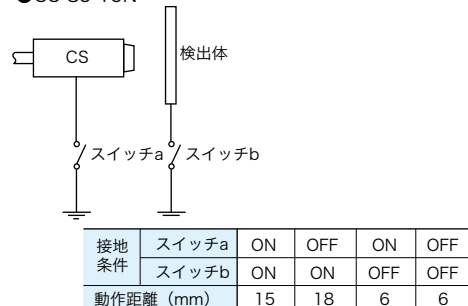 CS
検出体
スイッチa
スイッチb
接地条件 スイッチa ON OFF ON OFF
スイッチb ON ON OFF OFF
動作距離（mm） 15 18 6 6